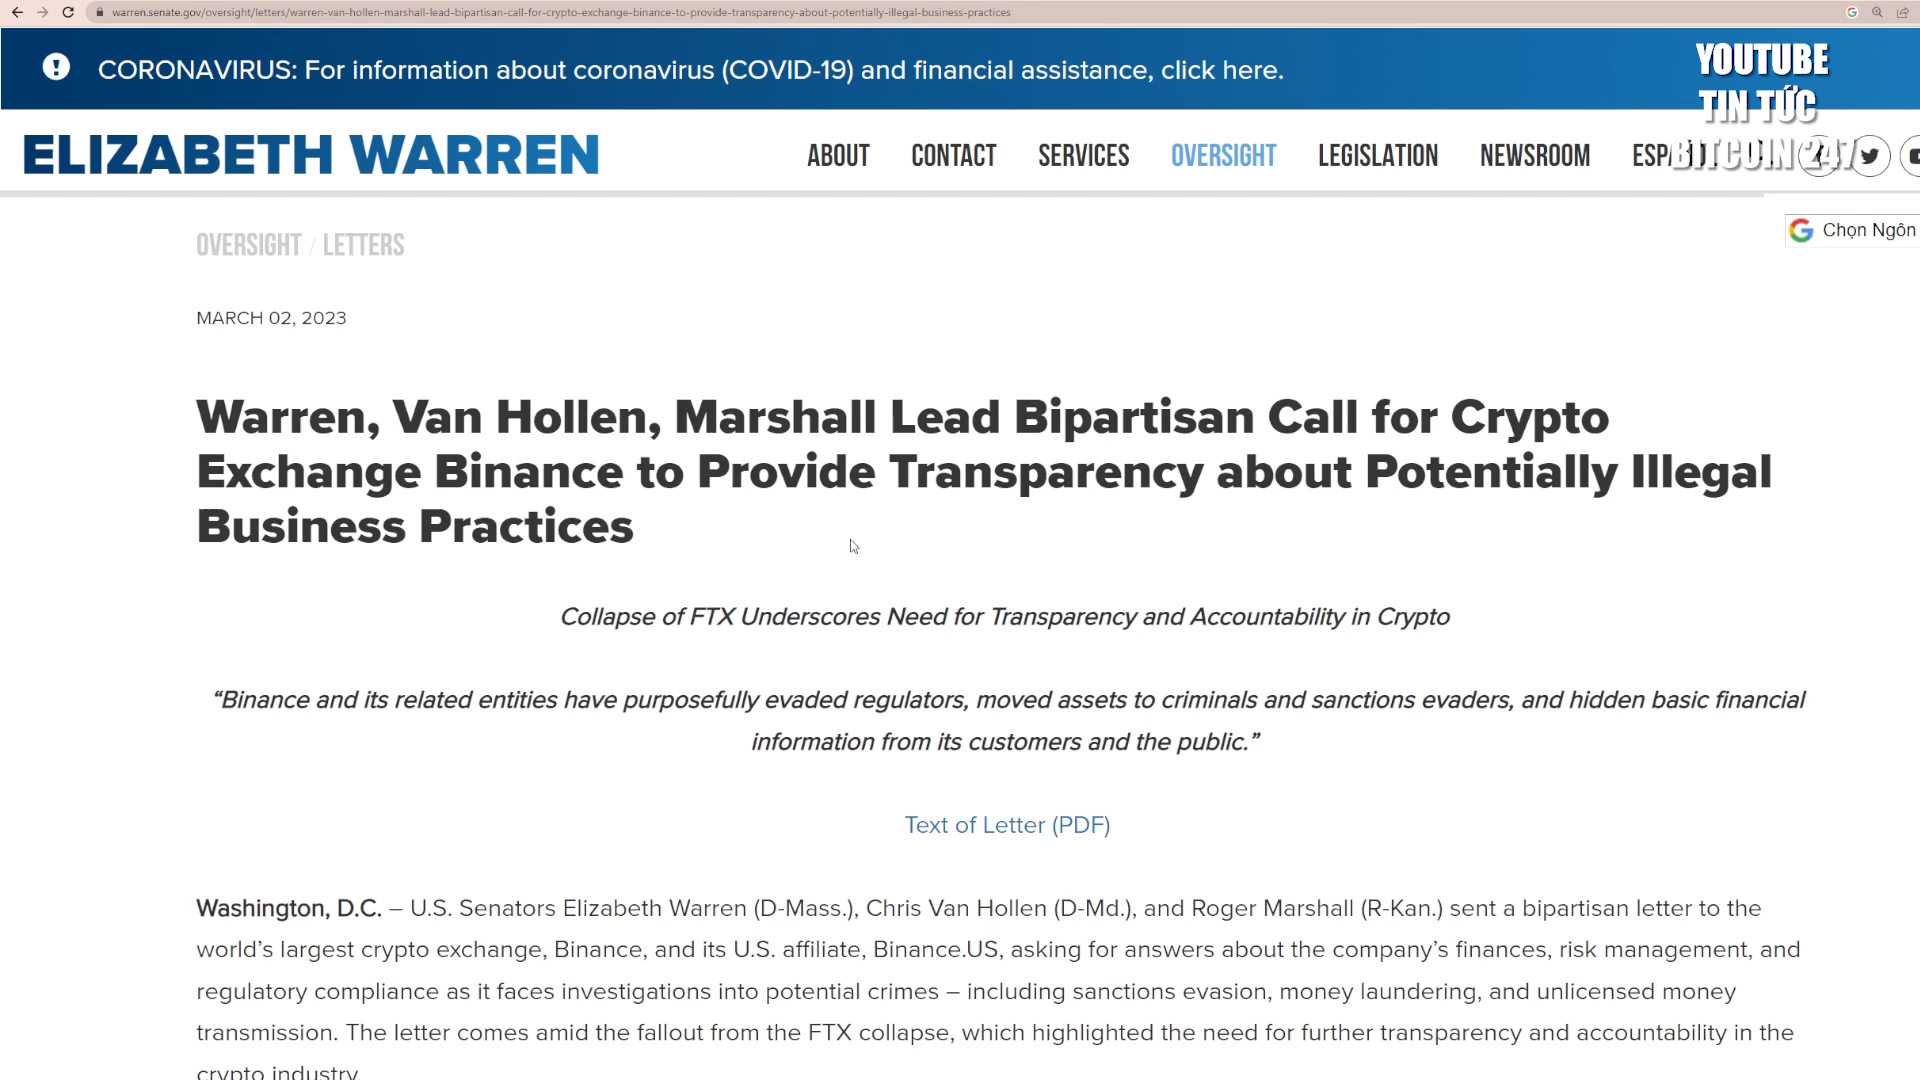 warren.senate.gov/oversight/letters/warren-van-hollen-marshall-lead-bipartisan-call-for-crypto-exchange-binance-to-provide-transparency-about-potentially-illegal-business-practices
CORONAVIRUS: For information about coronavirus (COVID-19) and financial assistance, click here.
YOUTUBE
TIN TỨC
BITCOIN 247
ELIZABETH WARREN
ABOUT CONTACT SERVICES OVERSIGHT LEGISLATION NEWSROOM
Chọn Ngôn
OVERSIGHT / LETTERS
MARCH 02, 2023
Warren, Van Hollen, Marshall Lead Bipartisan Call for Crypto
Exchange Binance to Provide Transparency about Potentially Illegal
Business Practices
Collapse of FTX Underscores Need for Transparency and Accountability in Crypto
“Binance and its related entities have purposefully evaded regulators, moved assets to criminals and sanctions evaders, and hidden basic financial
information from its customers and the public.”
Text of Letter (PDF)
Washington, D.C. – U.S. Senators Elizabeth Warren (D-Mass.), Chris Van Hollen (D-Md.), and Roger Marshall (R-Kan.) sent a bipartisan letter to the
world’s largest crypto exchange, Binance, and its U.S. affiliate, Binance.US, asking for answers about the company’s finances, risk management, and
regulatory compliance as it faces investigations into potential crimes – including sanctions evasion, money laundering, and unlicensed money
transmission. The letter comes amid the fallout from the FTX collapse, which highlighted the need for further transparency and accountability in the
crypto industry.